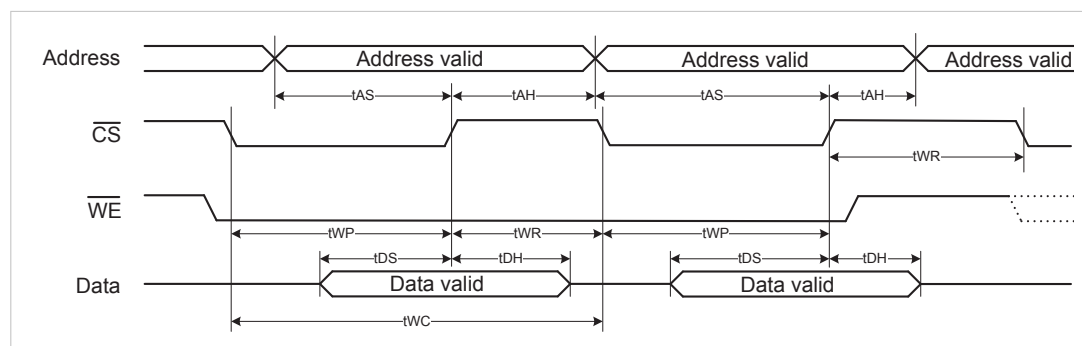 Address Address valid Address valid Address valid
tAS tAH tAS tAH
CS
tWR
WE
tWP tWR tWP
tDS tDH tDS tDH
Data Data valid Data valid
tWC